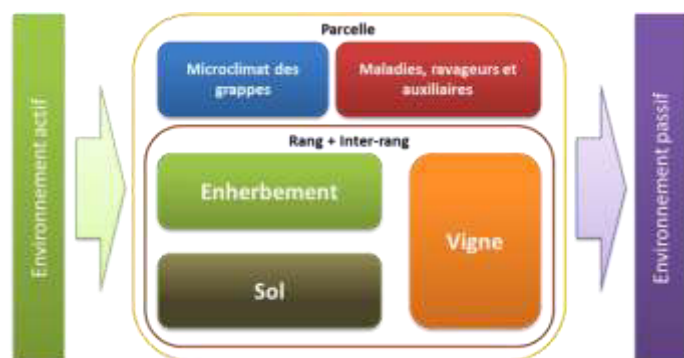 Environnement actif
Parcelle
Microclimat des
grappes
Maladies, ravageurs et
auxiliaires
Rang + Inter-rang
Enherbement
Sol
Vigne
Environnement passif